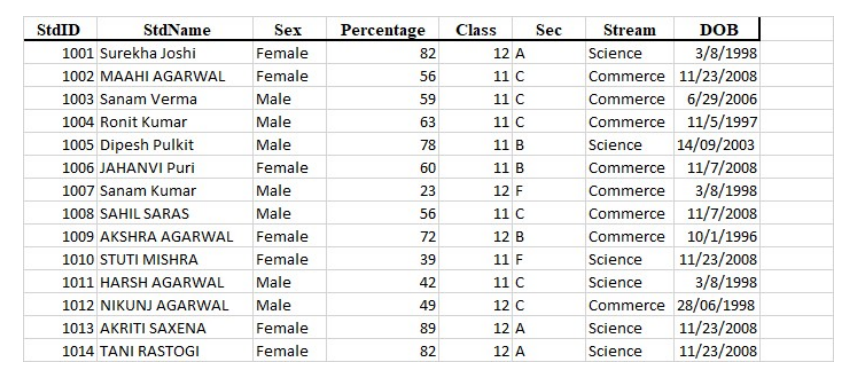 StdID StdName Sex Percentage Class Sec Stream DOB
1001 Surekha Joshi Female 82 12 A Science 3/8/1998
1002 MAAHI AGARWAL Female 56 11 C Commerce 11/23/2008
1003 Sanam Verma Male 59 11 C Commerce 6/29/2006
1004 Ronit Kumar Male 63 11 C Commerce 11/5/1997
1005 Dipesh Pulkit Male 78 11 B Science 14/09/2003
1006 JAHANVI Puri Female 60 11 B Commerce 11/7/2008
1007 Sanam Kumar Male 23 12 F Commerce 3/8/1998
1008 SAHIL SARAS Male 56 11 C Commerce 11/7/2008
1009 AKSHRA AGARWAL Female 72 12 B Commerce 10/1/1996
1010 STUTI MISHRA Female 39 11 F Science 11/23/2008
1011 HARSH AGARWAL Male 42 11 C Science 3/8/1998
1012 NIKUNJ AGARWAL Male 49 12 C Commerce 28/06/1998
1013 AKRITI SAXENA Female 89 12 A Science 11/23/2008
1014 TANI RASTOGI Female 82 12 A Science 11/23/2008